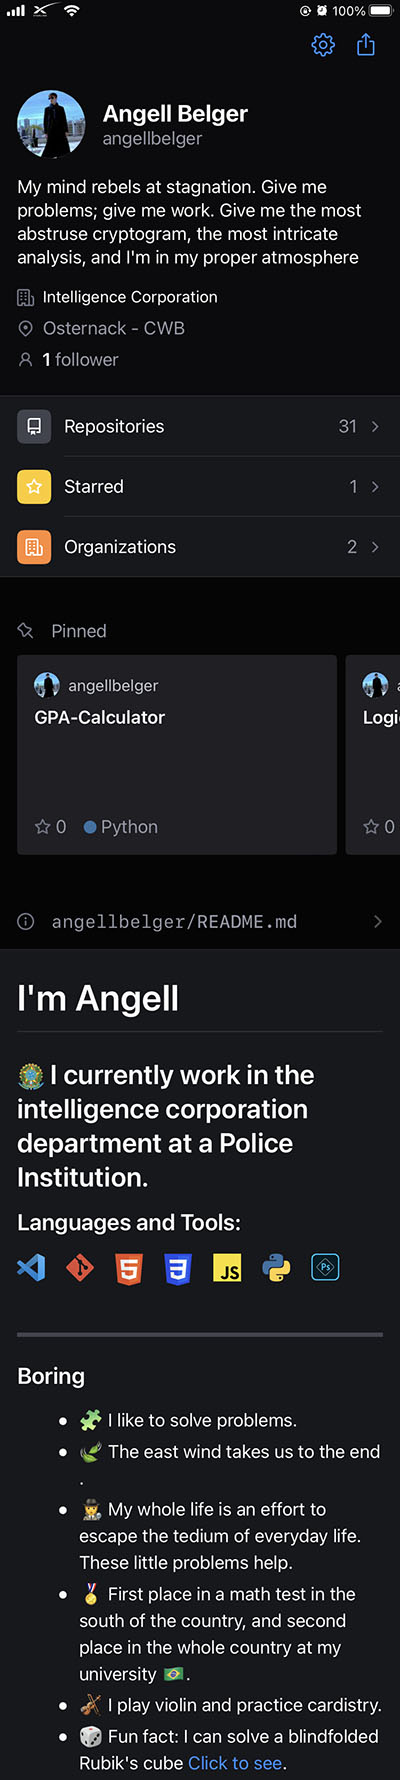 100%
Angell Belger
angellbelger
My mind rebels at stagnation. Give me
problems; give me work. Give me the most
abstruse cryptogram, the most intricate
analysis, and I'm in my proper atmosphere
Intelligence Corporation
Osternack - CWB
1 follower
Repositories 31
Starred 1
Organizations 2
Pinned
angellbelger
GPA-Calculator
Logi
0 Python
0
angellbelger/README.md
I'm Angell
I currently work in the
intelligence corporation
department at a Police
Institution.
Languages and Tools:
5
3
JS
Ps
Boring
I like to solve problems.
The east wind takes us to the end
.
My whole life is an effort to
escape the tedium of everyday life.
These little problems help.
First place in a math test in the
south of the country, and second
place in the whole country at my
university .
I play violin and practice cardistry.
Fun fact: I can solve a blindfolded
Rubik's cube Click to see.